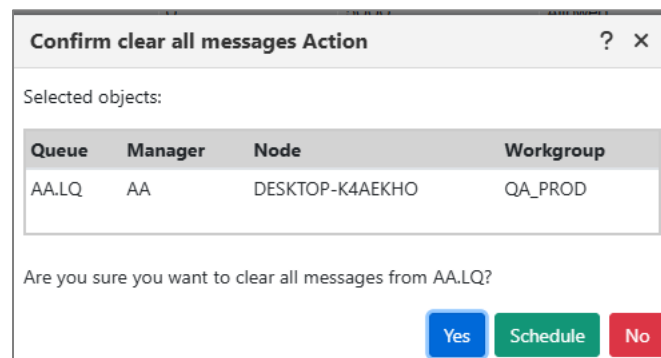 Confirm clear all messages Action ? ×
Selected objects:
Queue Manager Node Workgroup
AA.LQ AA DESKTOP-K4AEKHO QA_PROD
Are you sure you want to clear all messages from AA.LQ?
Yes Schedule No